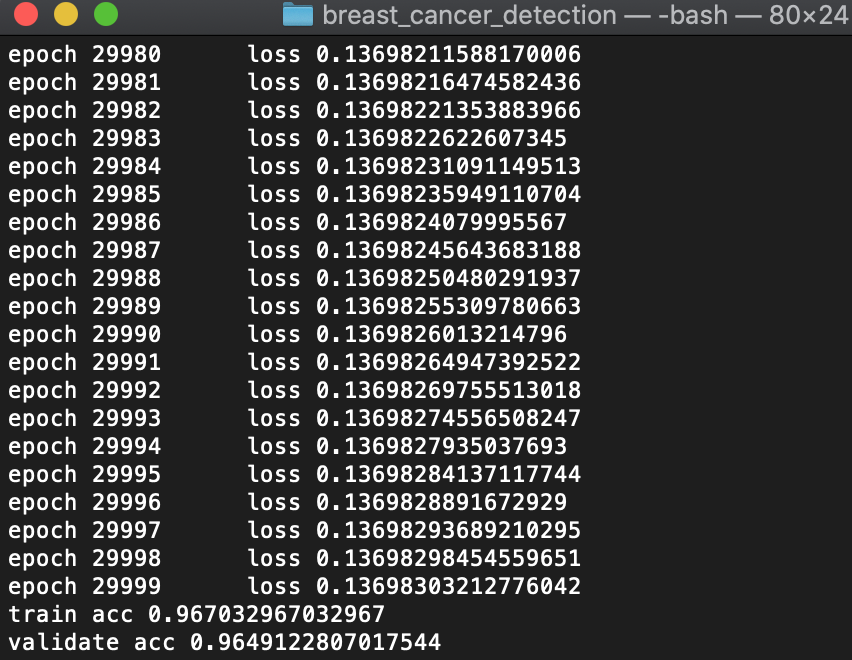 breast_cancer_detection — -bash — 80×24
epoch 29980 loss 0.13698211588170006
epoch 29981 loss 0.13698216474582436
epoch 29982 loss 0.13698221353883966
epoch 29983 loss 0.1369822622607345
epoch 29984 loss 0.13698231091149513
epoch 29985 loss 0.13698235949110704
epoch 29986 loss 0.1369824079995567
epoch 29987 loss 0.13698245643683188
epoch 29988 loss 0.13698250480291937
epoch 29989 loss 0.13698255309780663
epoch 29990 loss 0.1369826013214796
epoch 29991 loss 0.13698264947392522
epoch 29992 loss 0.13698269755513018
epoch 29993 loss 0.13698274556508247
epoch 29994 loss 0.1369827935037693
epoch 29995 loss 0.13698284137117744
epoch 29996 loss 0.1369828891672929
epoch 29997 loss 0.13698293689210295
epoch 29998 loss 0.13698298454559651
epoch 29999 loss 0.13698303212776042
train acc 0.967032967032967
validate acc 0.9649122807017544